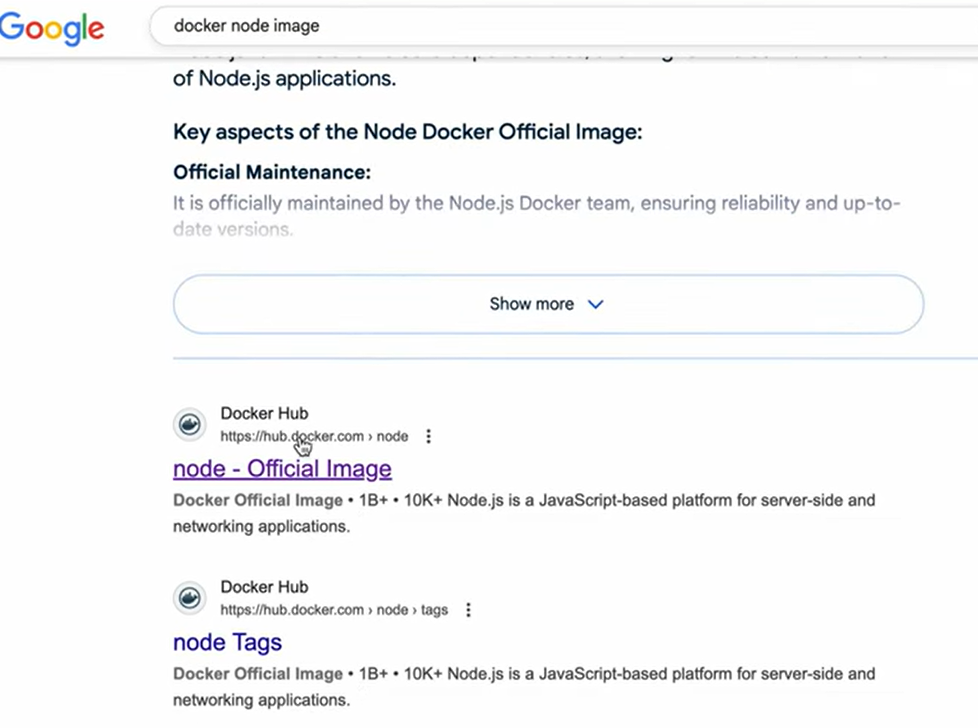 Google
docker node image
of Node.js applications.
Key aspects of the Node Docker Official Image:
Official Maintenance:
It is officially maintained by the Node.js Docker team, ensuring reliability and up-to-
date versions.
Show more
Docker Hub
https://hub.docker.com › node
node - Official Image
Docker Official Image • 1B+ • 10K+ Node.js is a JavaScript-based platform for server-side and
networking applications.
Docker Hub
https://hub.docker.com › node › tags
node Tags
Docker Official Image • 1B+ • 10K+ Node.js is a JavaScript-based platform for server-side and
networking applications.